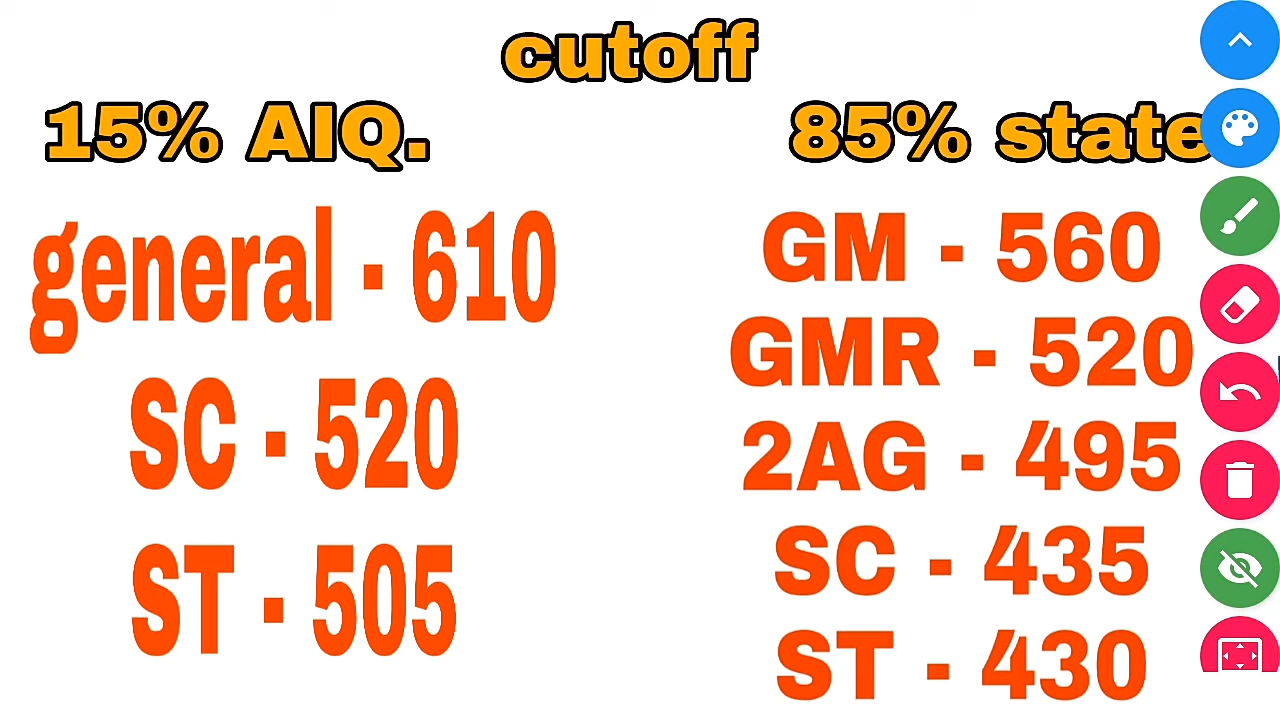 cutoff
15% AIQ.
general - 610
SC - 520
ST - 505
85% state
GM - 560
GMR - 520
2AG - 495
SC - 435
ST - 430